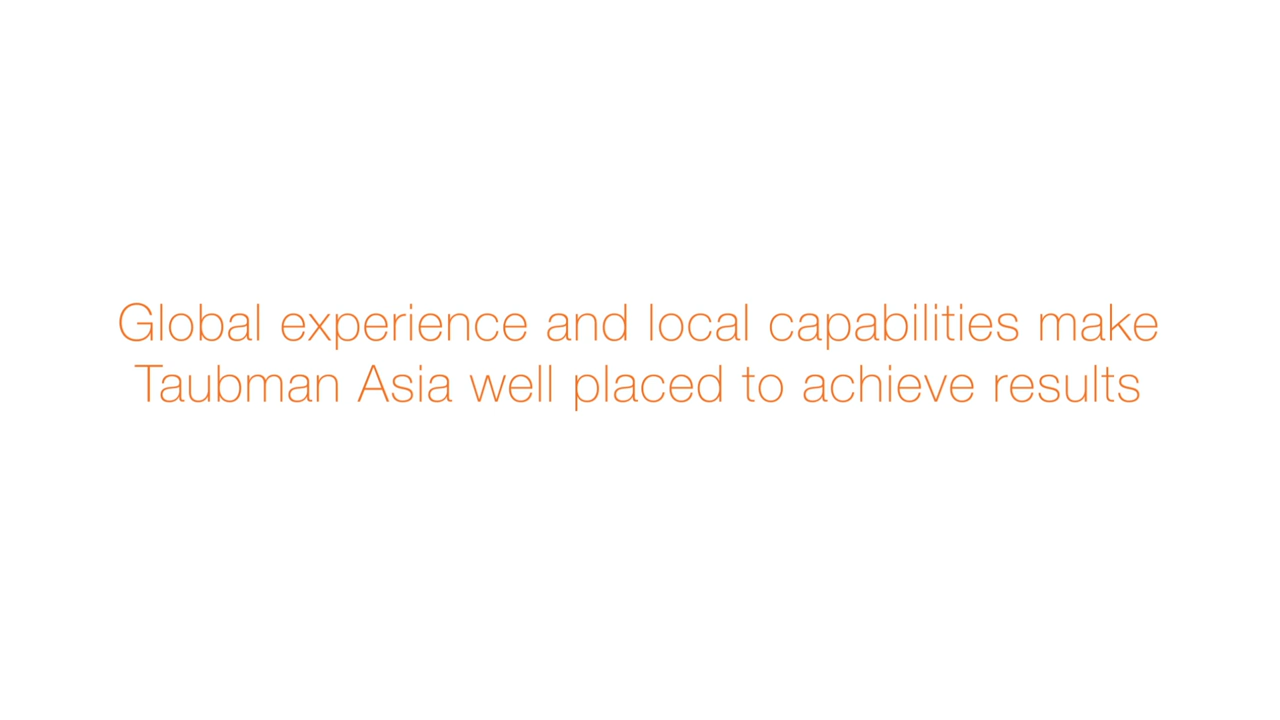 Global experience and local capabilities make
Taubman Asia well placed to achieve results